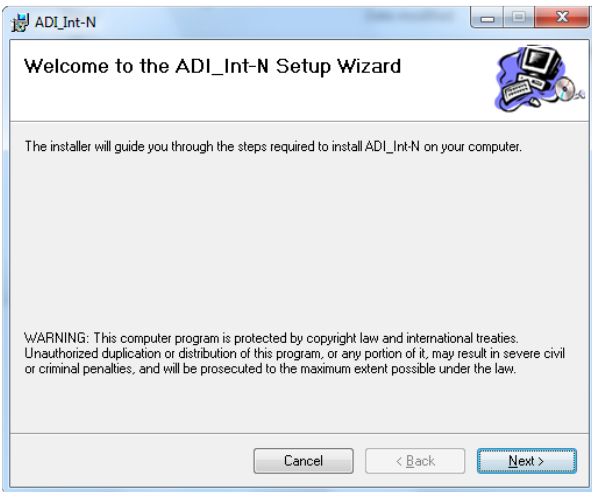 ADI_Int-N
Welcome to the ADI_Int-N Setup Wizard
The installer will guide you through the steps required to install ADI_Int-N on your computer.
WARNING: This computer program is protected by copyright law and international treaties.
Unauthorized duplication or distribution of this program, or any portion of it, may result in severe civil
or criminal penalties, and will be prosecuted to the maximum extent possible under the law.
Cancel
< Back
Next >